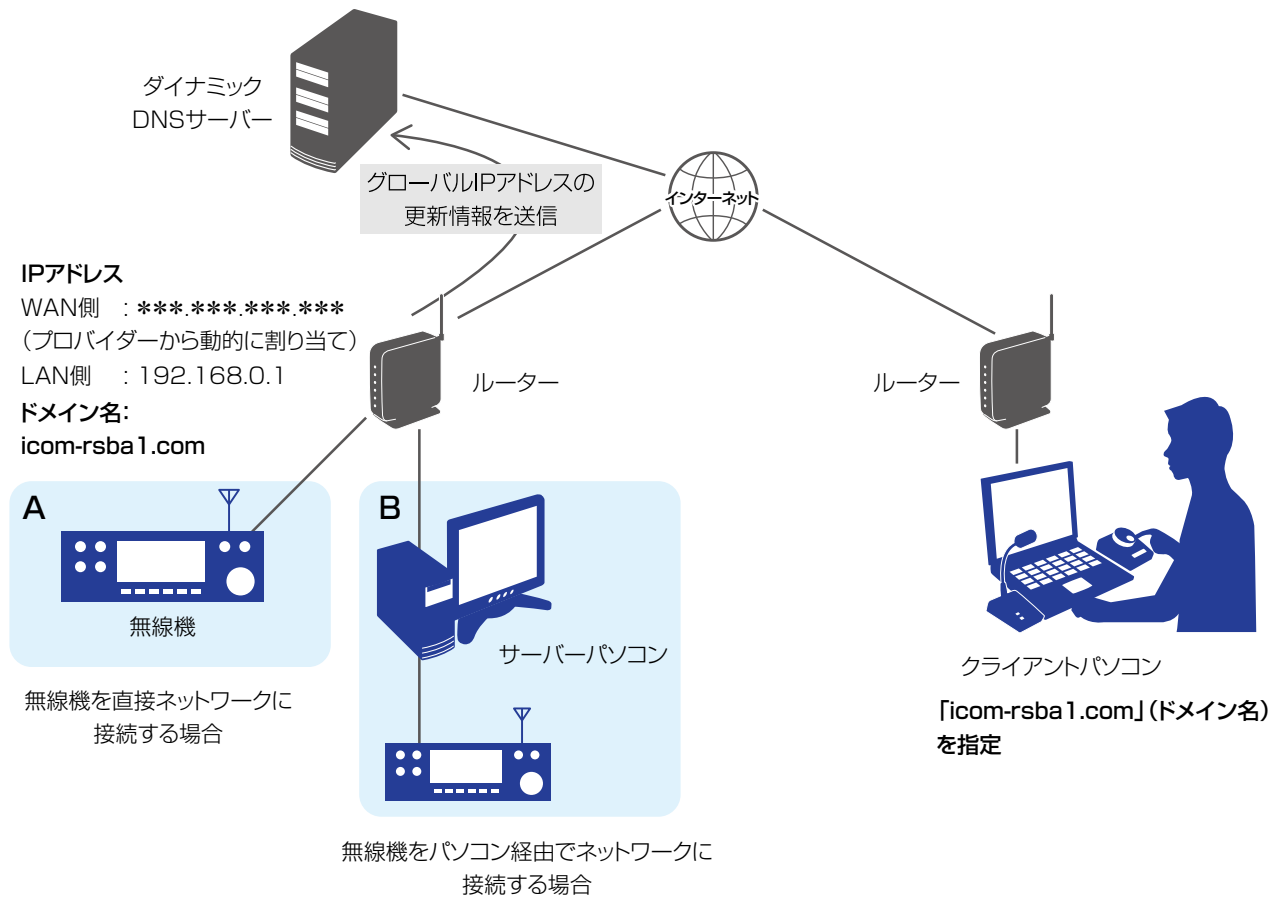 ダイナミック
DNSサーバー
グローバルIPアドレスの
更新情報を送信
インターネット
IPアドレス
WAN側 : ***.***.***.***
(プロバイダーから動的に割り当て)
LAN側 : 192.168.0.1
ドメイン名:
icom-rsba1.com
ルーター
ルーター
A
無線機
無線機を直接ネットワークに
接続する場合
B
サーバーパソコン
無線機をパソコン経由でネットワークに
接続する場合
クライアントパソコン
「icom-rsba1.com」(ドメイン名)
を指定